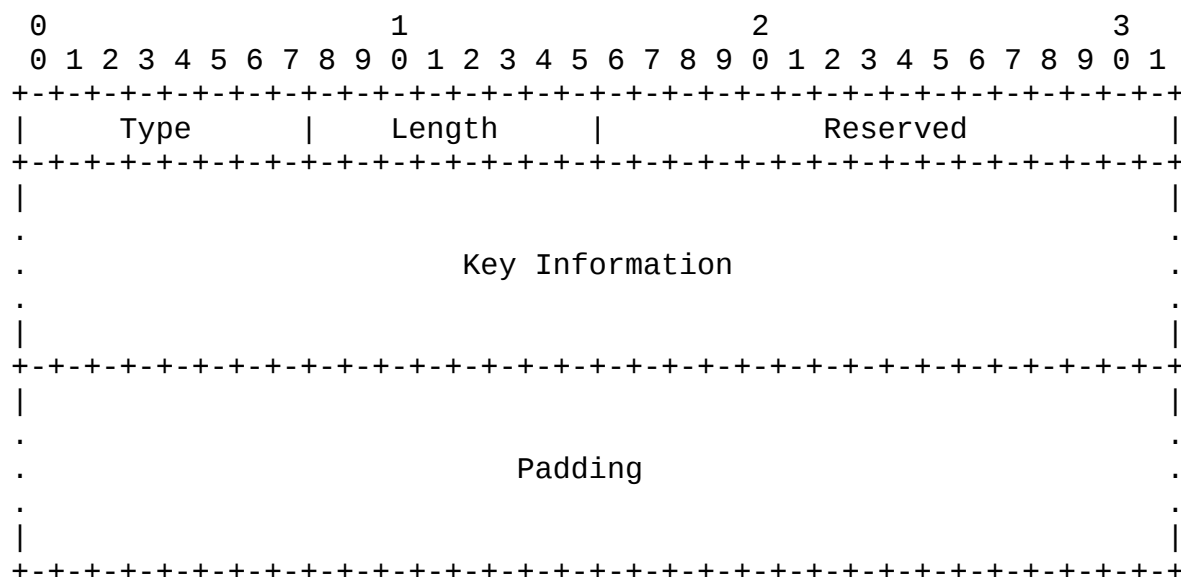 0                   1                   2                   3
 0 1 2 3 4 5 6 7 8 9 0 1 2 3 4 5 6 7 8 9 0 1 2 3 4 5 6 7 8 9 0 1
+-+-+-+-+-+-+-+-+-+-+-+-+-+-+-+-+-+-+-+-+-+-+-+-+-+-+-+-+-+-+-+-+
|     Type      |    Length     |            Reserved           |
+-+-+-+-+-+-+-+-+-+-+-+-+-+-+-+-+-+-+-+-+-+-+-+-+-+-+-+-+-+-+-+-+
|                                                               |
.                                                               .
.                        Key Information                        .
.                                                               .
|                                                               |
+-+-+-+-+-+-+-+-+-+-+-+-+-+-+-+-+-+-+-+-+-+-+-+-+-+-+-+-+-+-+-+-+
|                                                               |
.                                                               .
.                           Padding                             .
.                                                               .
|                                                               |
+-+-+-+-+-+-+-+-+-+-+-+-+-+-+-+-+-+-+-+-+-+-+-+-+-+-+-+-+-+-+-+-+